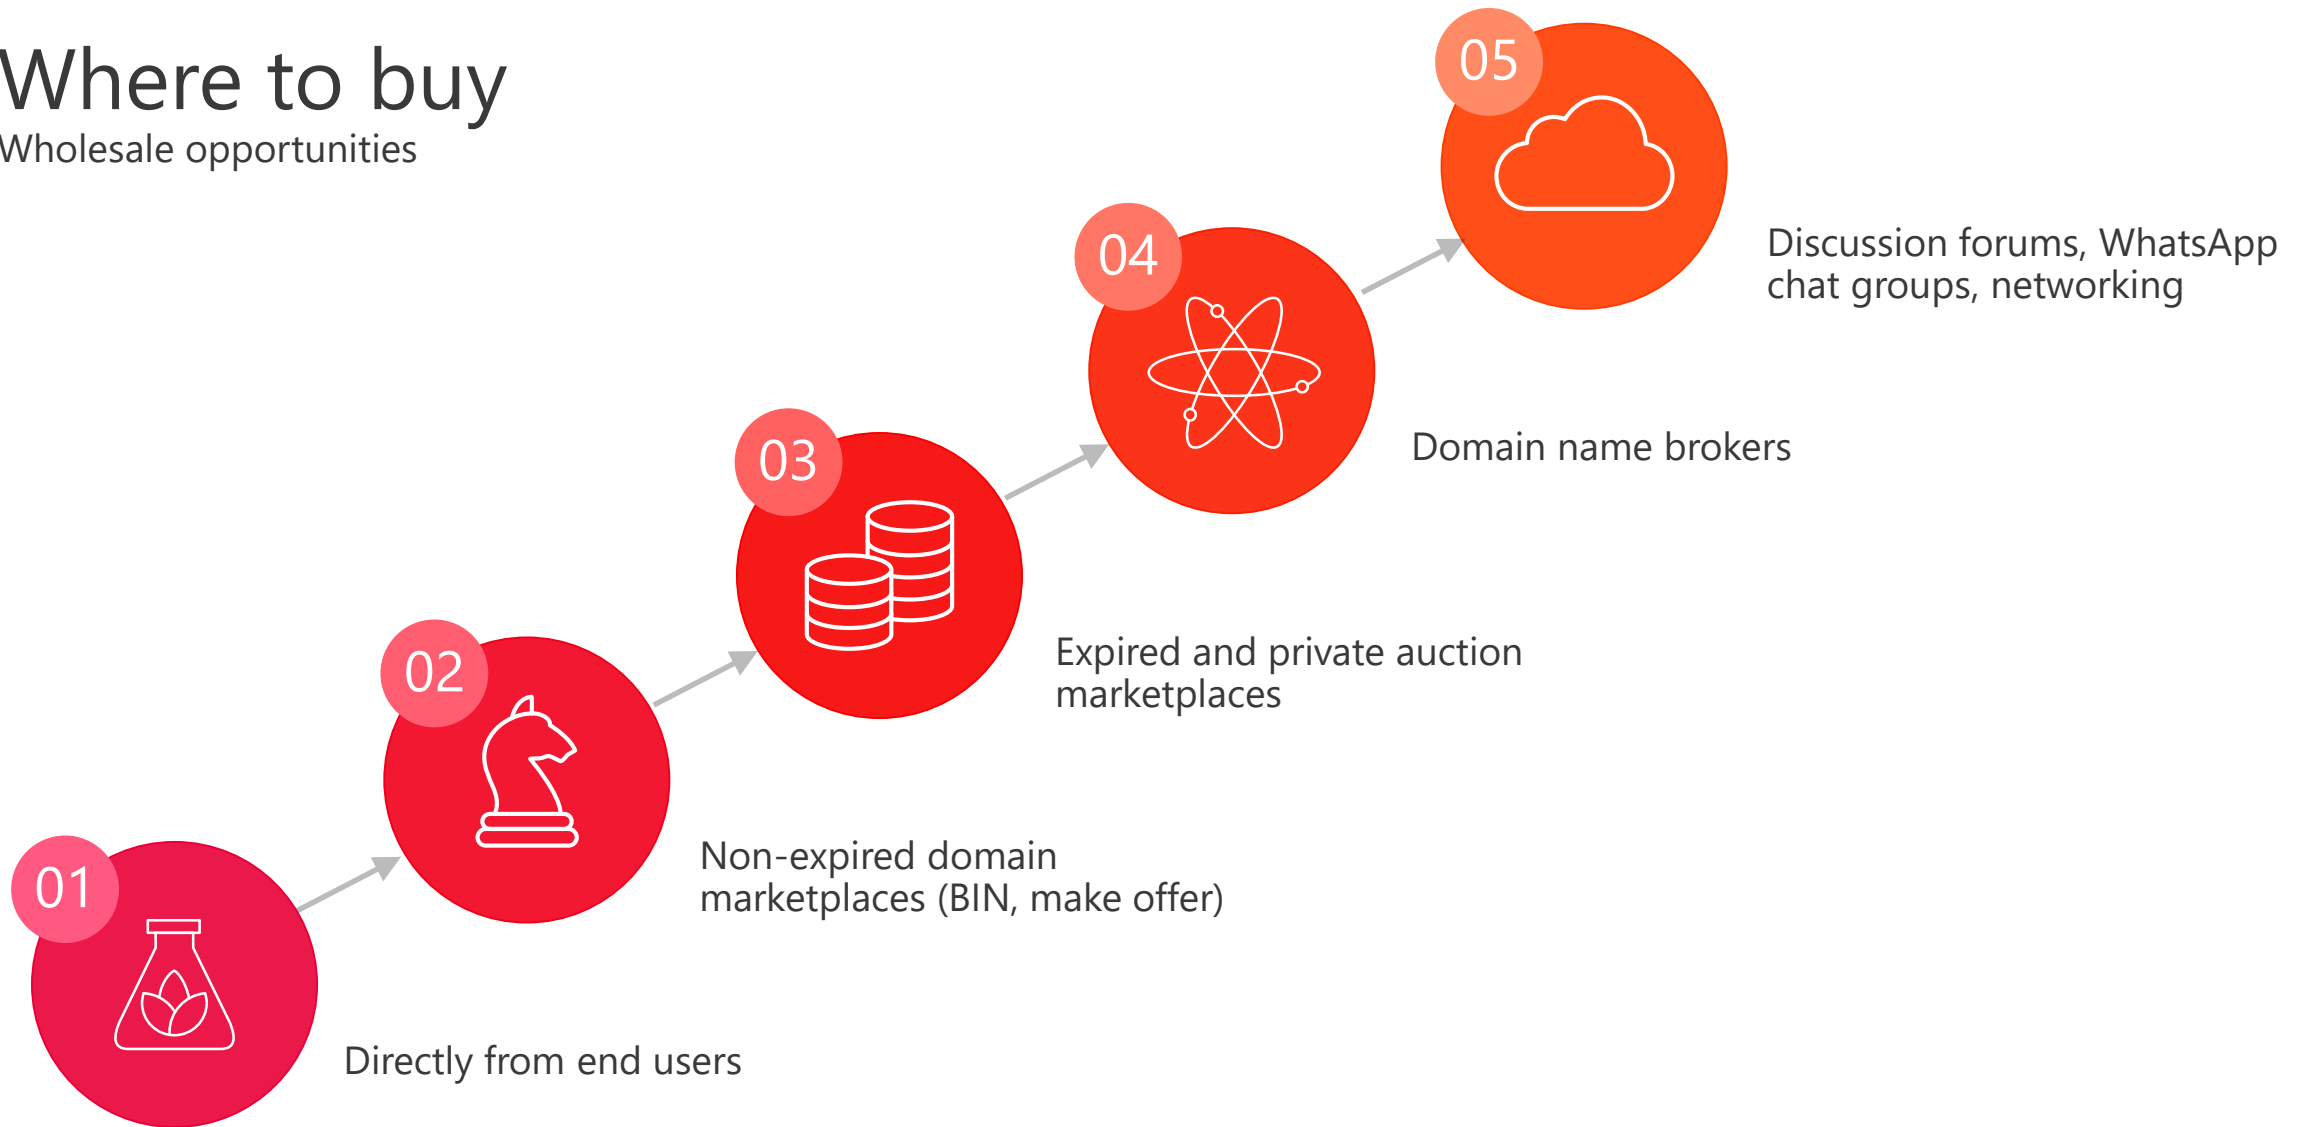 Where to buy
Wholesale opportunities
05
Discussion forums, WhatsApp
chat groups, networking
04
Domain name brokers
03
Expired and private auction
marketplaces
02
Non-expired domain
marketplaces (BIN, make offer)
01
Directly from end users